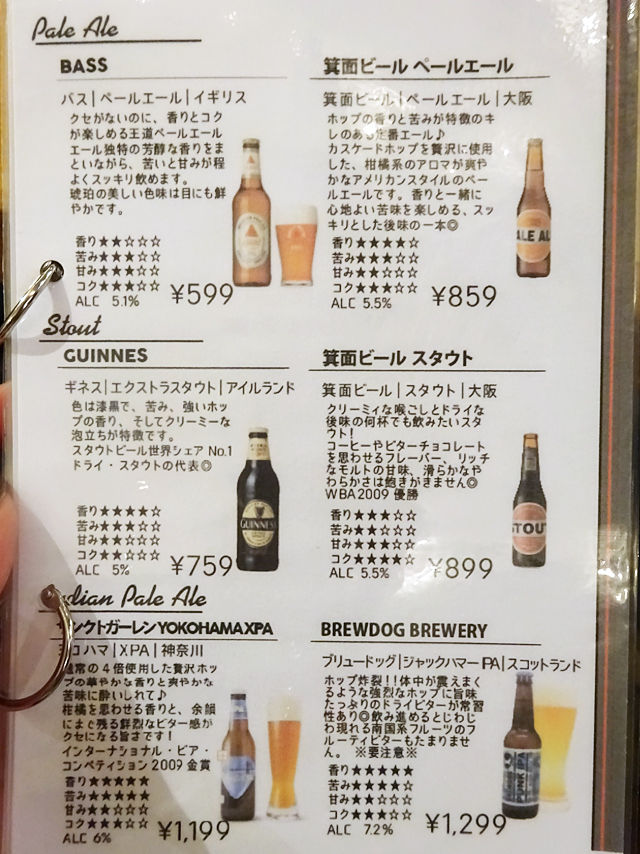 Pale Ale
BASS
バス|ペールエール|イギリス
クセがないのに、香りとコク
が楽しめる王道ペールエール
エール独特の芳醇な香りをま
といながら、苦いと甘みが程
よくスッキリ飲めます。
琥珀の美しい色味は目にも鮮
やかです。
香り★★☆☆☆
苦み★★★☆☆
甘み★★★☆☆
コク★★★☆☆
ALC 5.1%
¥599
箕面ビール ペールエール
箕面ビール|ペールエール|大阪
ホップの香りと苦みが特徴のキ
レのある定番エール♪
カスケードホップを贅沢に使用
した、柑橘系のアロマが爽や
かなアメリカンスタイルのペー
ルエールです。香りと一緒に
心地よい苦味を楽しめる、スッ
キリとした後味の一本◎
香り★★★★☆
苦み★★★☆☆
甘み★★☆☆☆
コク★★★☆☆
ALC 5.5%
¥859
ALE AL
Stout
GUINNES
ギネス|エクストラスタウト|アイルランド
色は漆黒で、苦み、強いホッ
プの香り、そしてクリーミーな
泡立ちが特徴です。
スタウトビール世界シェア No.1
ドライ・スタウトの代表◎
香り★★★★☆
苦み★★★☆☆
甘み★★☆☆☆
コク★★☆☆☆
ALC 5%
¥759
GUINNESS
箕面ビール スタウト
箕面ビール|スタウト|大阪
クリーミィな喉ごしとドライな
後味の何杯でも飲みたいスタ
ウト!
コーヒーやビターチョコレート
を思わせるフレーバー、リッチ
なモルトの甘味、滑らかなや
わらかさは飽きがきません◎
WBA2009 優勝
香り★★★☆☆
苦み★★☆☆☆
甘み★★★★☆
コク★★★☆☆
ALC 5.5%
¥899
STOUT
dian Pale Ale
ンクトガーレン YOKOHAMA XPA
コハマ|XPA|神奈川
常の4倍使用した贅沢ホッ
プの華やかな香りと爽やかな
苦味に酔いしれて♪
柑橘を思わせる香りと、余韻
にまで残る鮮烈なビター感が
クセになる旨さです!
インターナショナル・ビア・
コンペティション2009金賞
香り★★★★★
苦み★★★★★
甘み★★☆☆☆
コク★★★★☆
ALC 6%
¥1,199
BREWDOG BREWERY
ブリュードッグ|ジャックハマーIPA|スコットランド
ホップ炸裂!!体中が震えまく
るような強烈なホップに旨味
たっぷりのドライビターが常習
性あり◎飲み進めるとじわじ
わ現れる南国系フルーツのフ
ルーティビターもたまりませ
ん。 ※要注意※
香り★★★★★
苦み★★★★☆
甘み★★☆☆☆
コク★★★☆☆
ALC 7.2%
¥1,299
PUNK IPA